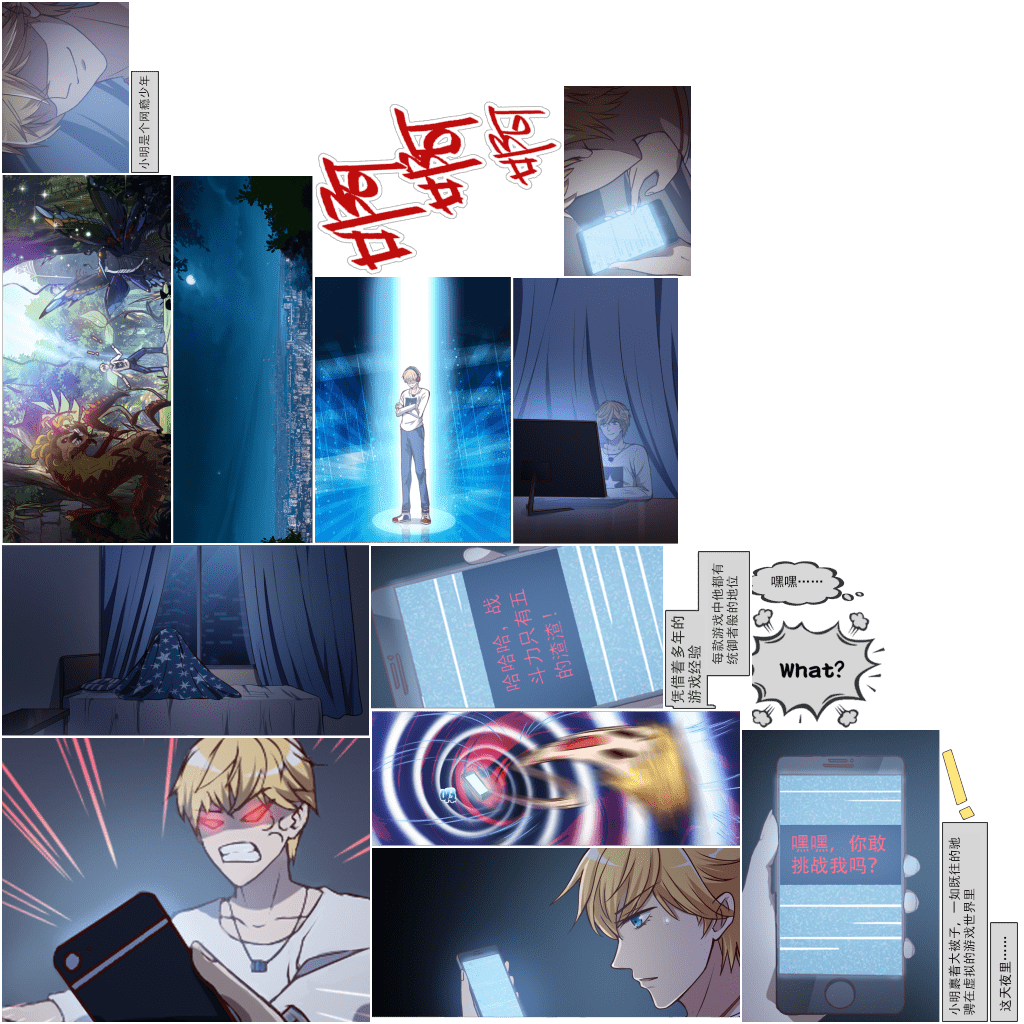 小明是个网瘾少年
啊啊啊
哈哈哈，战
斗力只有五
的渣渣！
凭借着多年的
游戏经验
每款游戏中他都有
统御者般的地位
嘿嘿……
What?
嘿嘿，你敢
挑战我吗？
!
小明裹着大被子，一如既往的驰
骋在虚拟的游戏世界里
这天夜里……